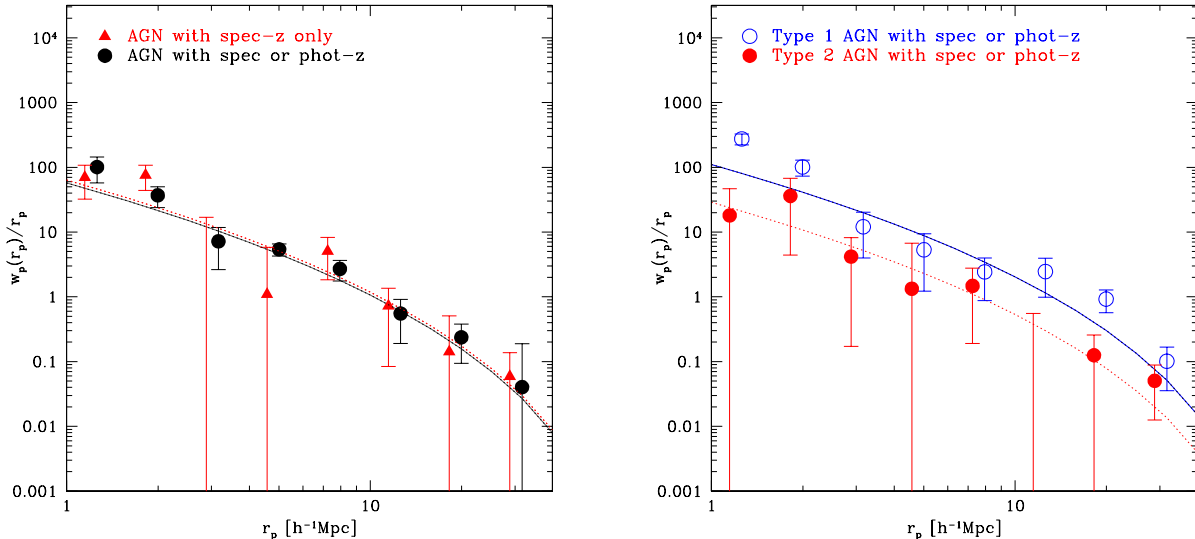 AGN with spec-z only
AGN with spec or phot-z
10⁴
1000
100
10
1
0.1
0.01
0.001
w_p(r_p)/r_p
1
10
r_p [h⁻¹Mpc]
Type 1 AGN with spec or phot-z
Type 2 AGN with spec or phot-z
10⁴
1000
100
10
1
0.1
0.01
0.001
w_p(r_p)/r_p
1
10
r_p [h⁻¹Mpc]